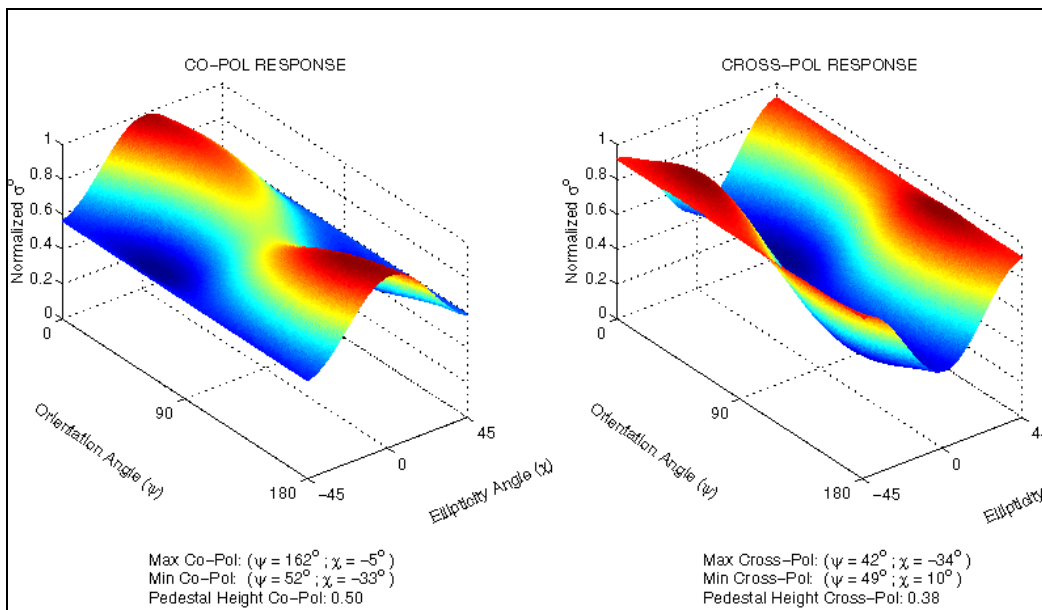 CO-POL RESPONSE
Normalized σ°
1
0.8
0.6
0.4
0.2
0
0
90
180
Orientation Angle (ψ)
-45
0
45
Ellipticity Angle (χ)
Max Co-Pol: (ψ = 162° ; χ = -5° )
Min Co-Pol: (ψ = 52° ; χ = -33° )
Pedestal Height Co-Pol: 0.50
CROSS-POL RESPONSE
Normalized σ°
1
0.8
0.6
0.4
0.2
0
0
90
180
Orientation Angle (ψ)
-45
0
4
Ellipticity
Max Cross-Pol: (ψ = 42° ; χ = -34° )
Min Cross-Pol: (ψ = 49° ; χ = 10° )
Pedestal Height Cross-Pol: 0.38